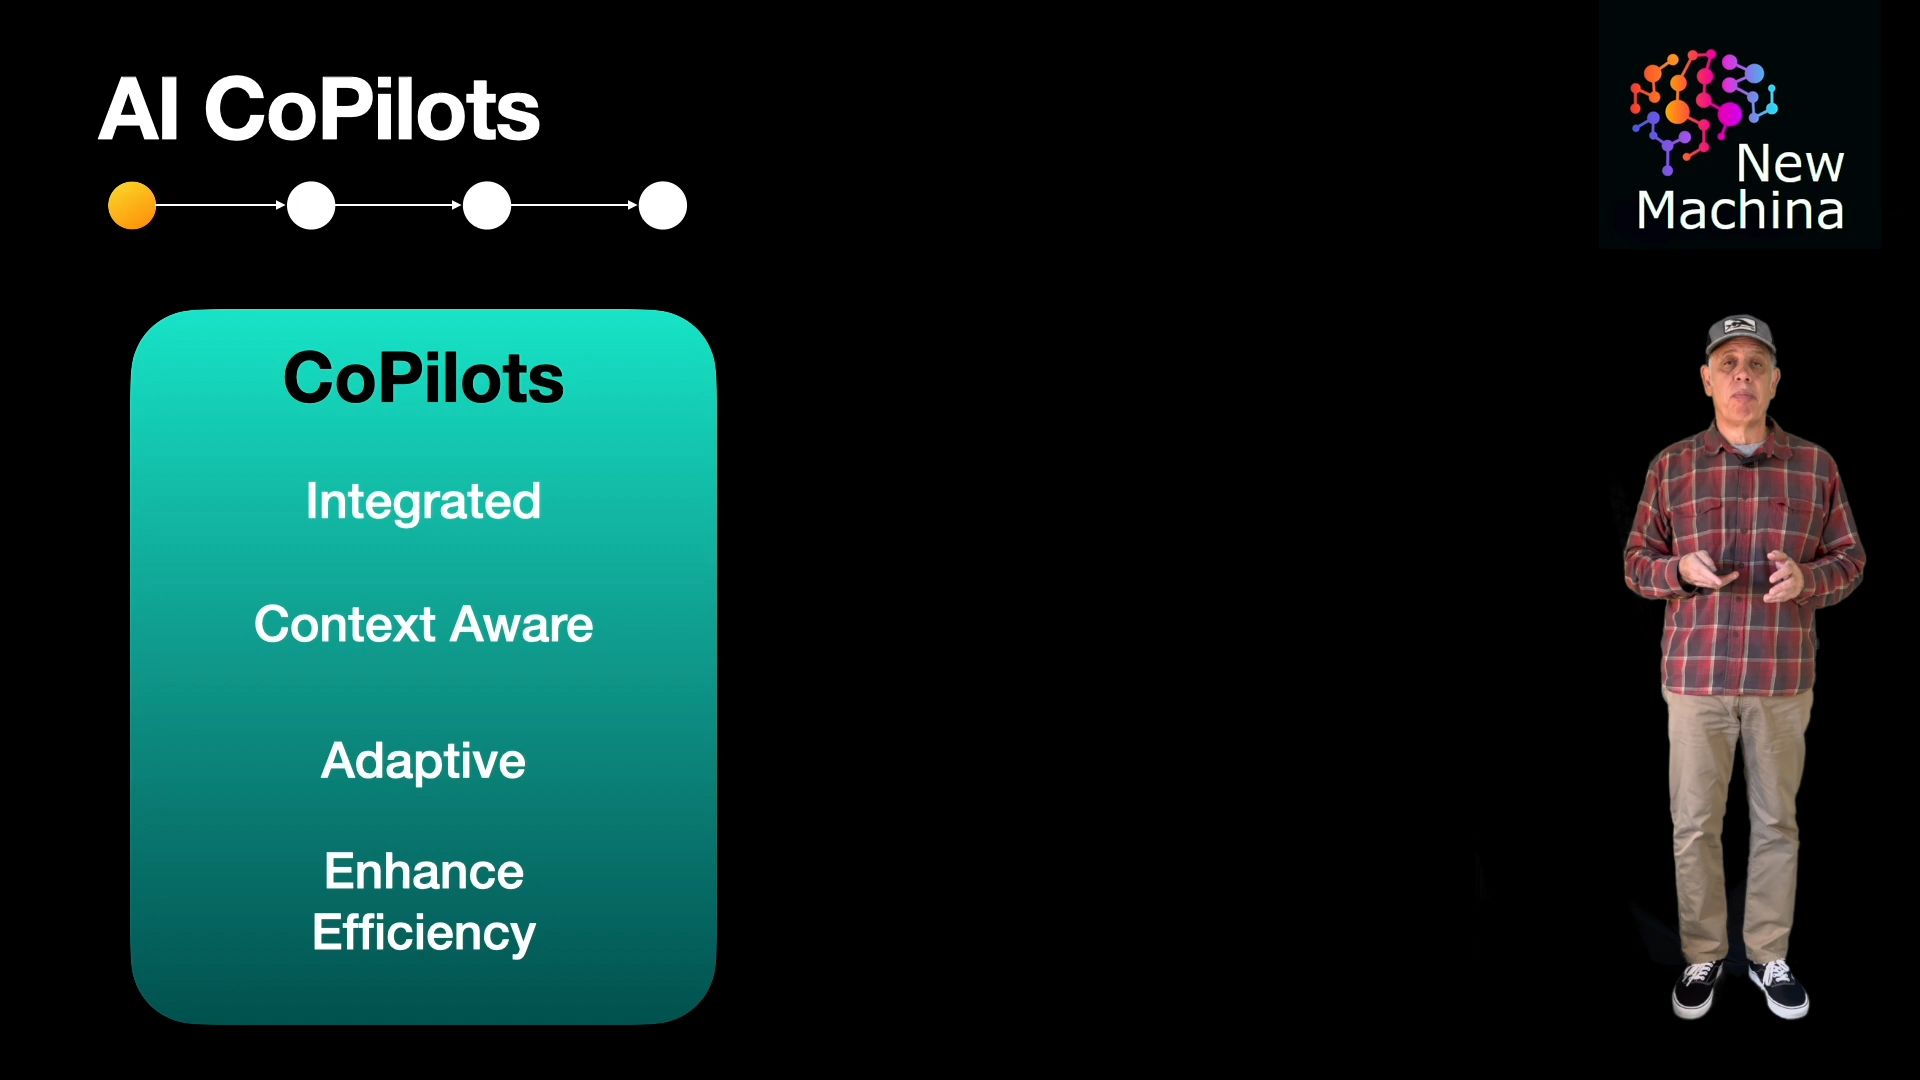 AI CoPilots
New
Machina
CoPilots
Integrated
Context Aware
Adaptive
Enhance
Efficiency